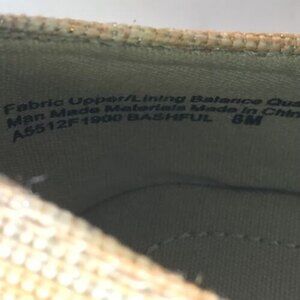 Fabric Upper/Lining Balance
Man Made Materials Made in
A5512F1900 BASHFUL 8M